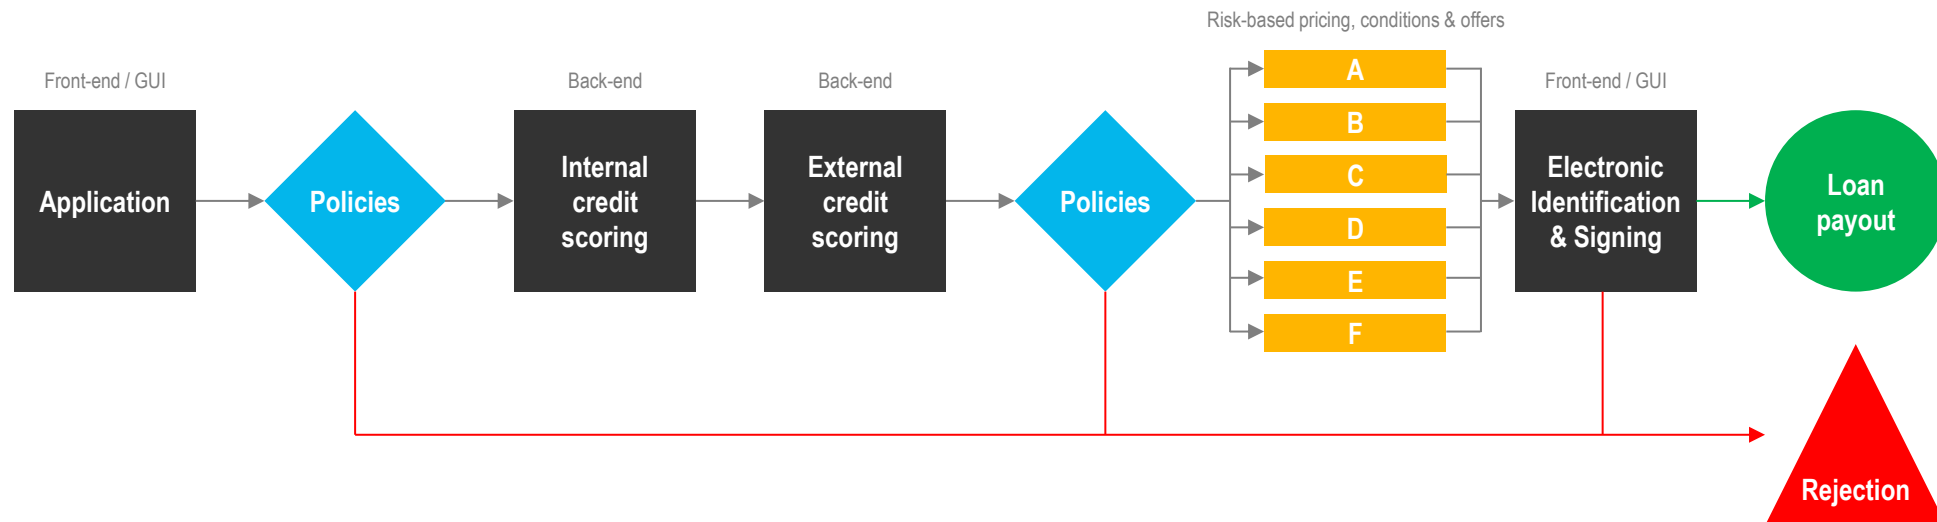 Risk-based pricing, conditions & offers
Front-end / GUI
Back-end
Back-end
Front-end / GUI
Application
Policies
Internal
credit
scoring
External
credit
scoring
Policies
A
B
C
D
E
F
Electronic
Identification
& Signing
Loan
payout
Rejection